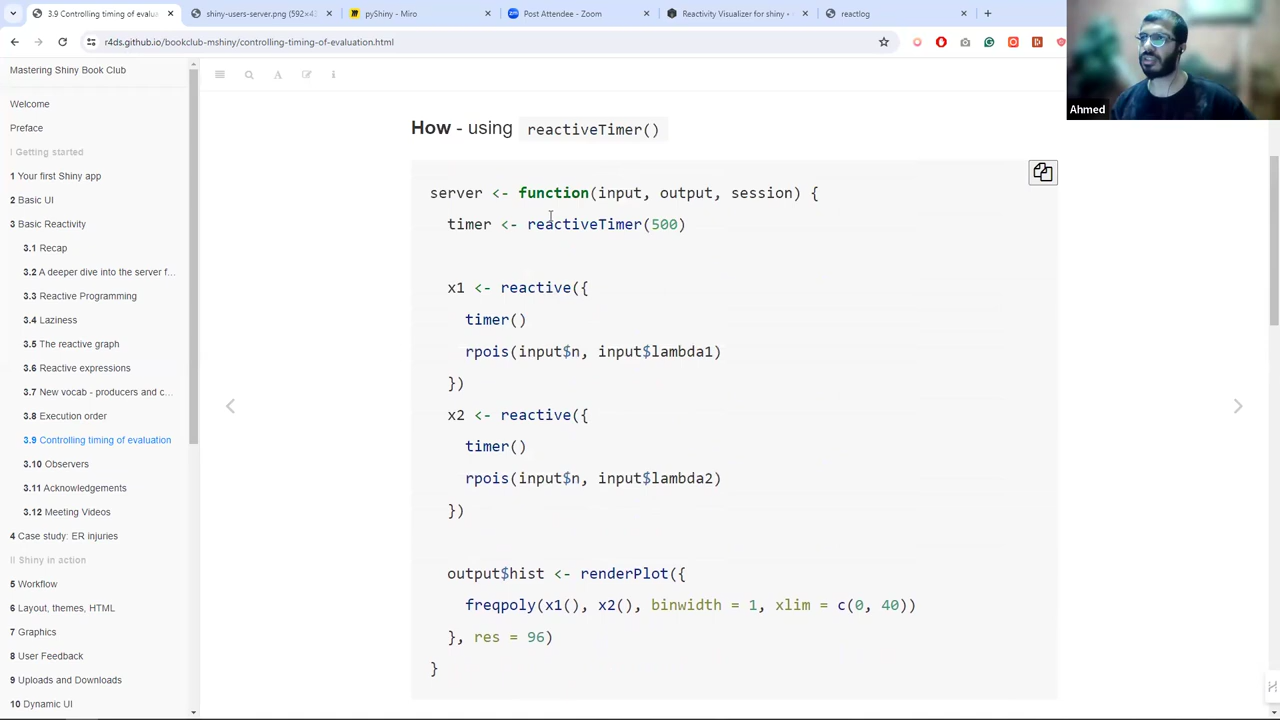 3.9 Controlling timing of evalua
shiny-users-server.png (592×43
pyShiny - Miro
Post Attendee - Zoom
Reactivity Visualizer for shiny •
reactlog
r4ds.github.io/bookclub-mshiny/controlling-timing-of-evaluation.html
Mastering Shiny Book Club
Welcome
Preface
I Getting started
1 Your first Shiny app
2 Basic UI
3 Basic Reactivity
3.1 Recap
3.2 A deeper dive into the server f...
3.3 Reactive Programming
3.4 Laziness
3.5 The reactive graph
3.6 Reactive expressions
3.7 New vocab - producers and c...
3.8 Execution order
3.9 Controlling timing of evaluation
3.10 Observers
3.11 Acknowledgements
3.12 Meeting Videos
4 Case study: ER injuries
II Shiny in action
5 Workflow
6 Layout, themes, HTML
7 Graphics
8 User Feedback
9 Uploads and Downloads
10 Dynamic UI
How - using reactiveTimer()
server <- function(input, output, session) {
timer <- reactiveTimer(500)
x1 <- reactive({
timer()
rpois(input$n, input$lambda1)
})
x2 <- reactive({
timer()
rpois(input$n, input$lambda2)
})
output$hist <- renderPlot({
freqpoly(x1(), x2(), binwidth = 1, xlim = c(0, 40))
}, res = 96)
}
Ahmed